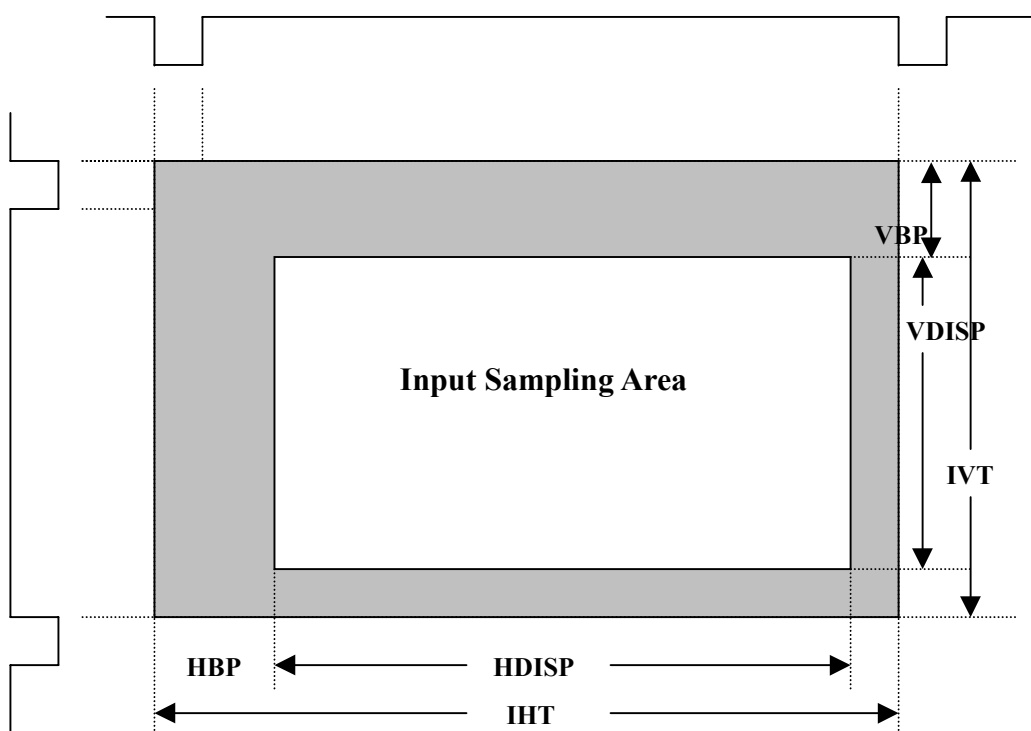 VBP
VDISP
Input Sampling Area
IVT
HBP
HDISP
IHT